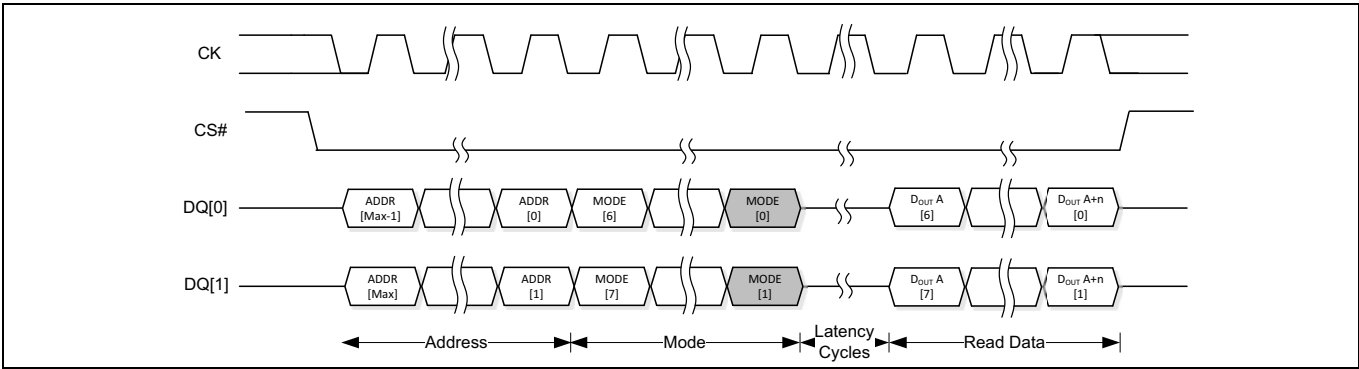 CK
CS#
DQ[0]
ADDR
[Max-1]
ADDR
[0]
MODE
[6]
MODE
[0]
DOUT A
[6]
DOUT A+n
[0]
DQ[1]
ADDR
[Max]
ADDR
[1]
MODE
[7]
MODE
[1]
DOUT A
[7]
DOUT A+n
[1]
Address
Mode
Latency
Cycles
Read Data